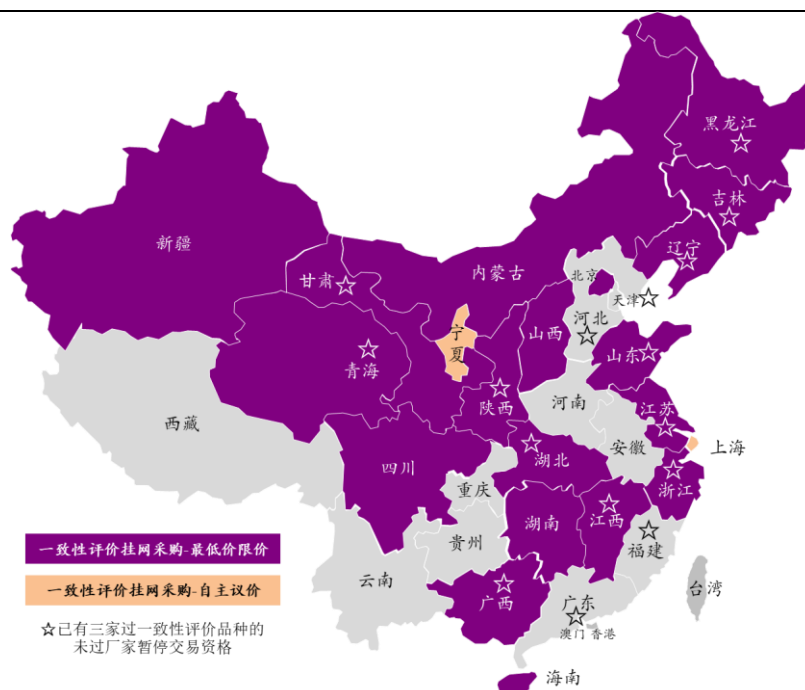 黑龙江
吉林
新疆
辽宁
内蒙古
北京
甘肃
天津
河北
宁
夏
山西
山东
青海
陕西
河南
江苏
西藏
安徽
上海
四川
湖北
浙江
重庆
湖南
江西
一致性评价挂网采购-最低价限价
贵州
福建
云南
台湾
一致性评价挂网采购-自主议价
广西
广东
澳门 香港
☆已有三家过一致性评价品种的
未过厂家暂停交易资格
海南